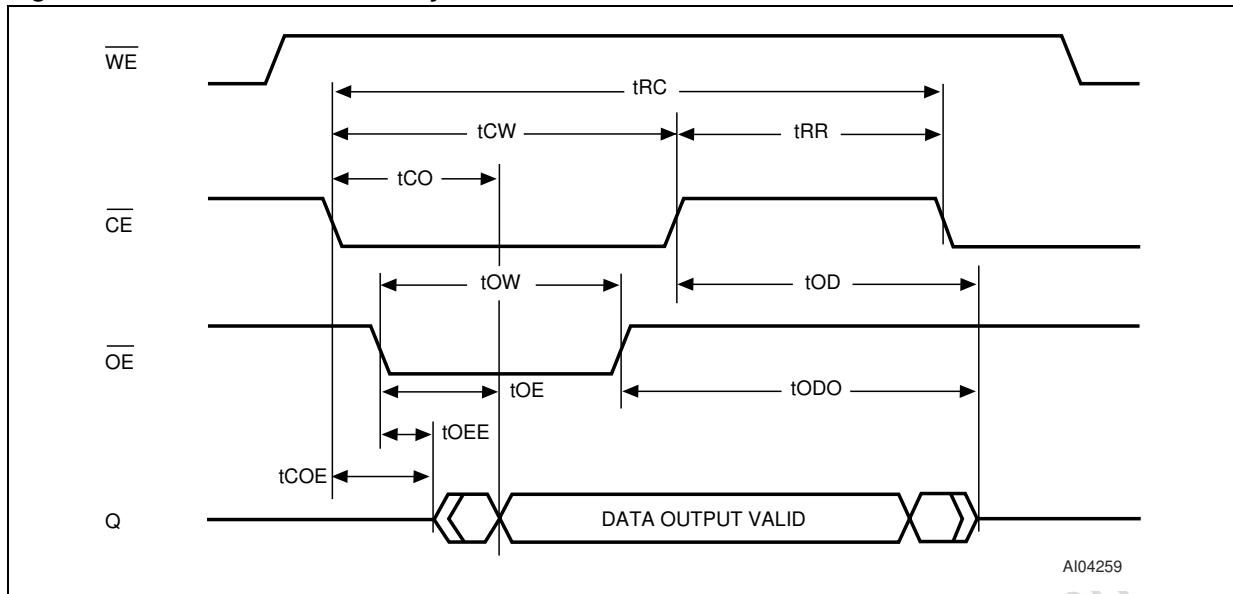 WE
tRC
tCW
tRR
tCO
CE
tOW
tOD
OE
tOE
tODO
tOEE
tCOE
Q
DATA OUTPUT VALID
AI04259